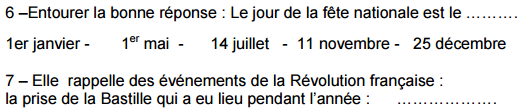 6 –Entourer la bonne réponse : Le jour de la fête nationale est le ……….
1er janvier -   1er mai  -   14 juillet  -  11 novembre -  25 décembre
7 – Elle  rappelle des événements de la Révolution française :
la prise de la Bastille qui a eu lieu pendant l’année :   ……………….